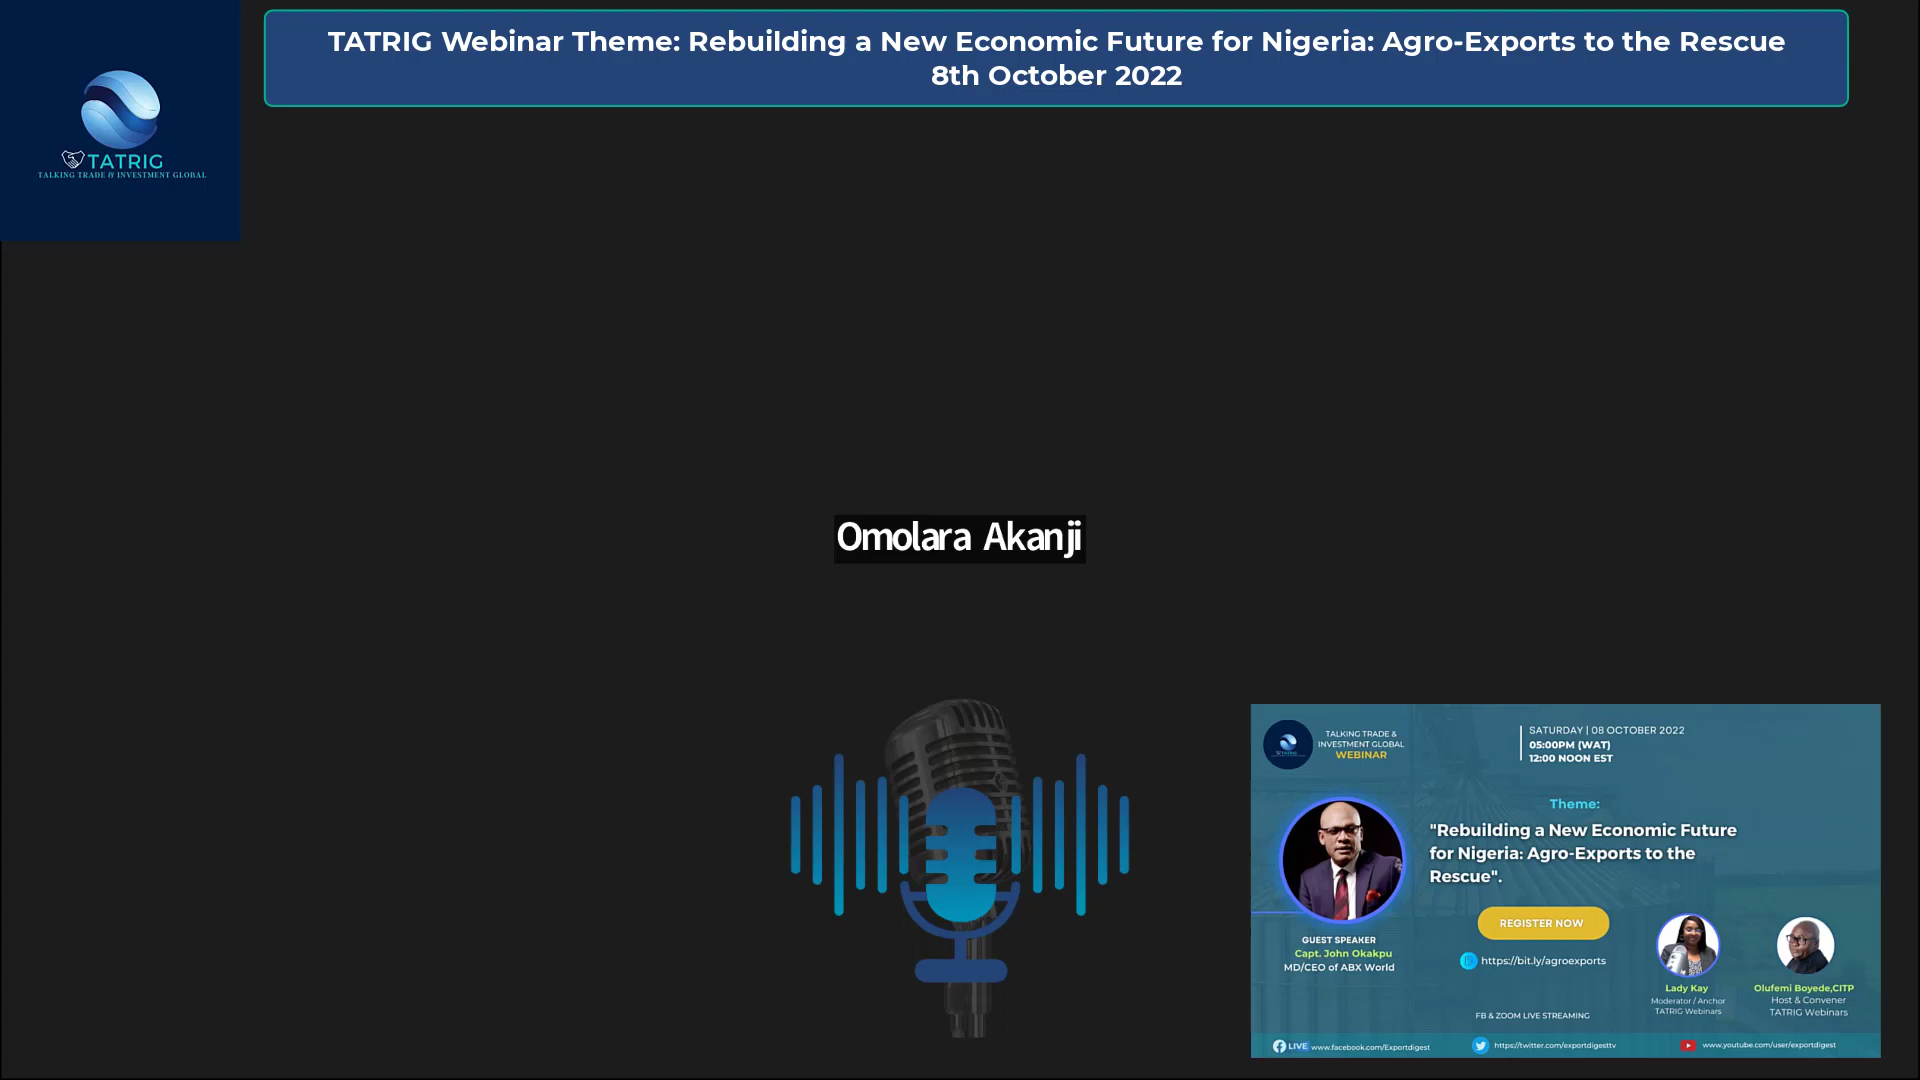 TATRIG Webinar Theme: Rebuilding a New Economic Future for Nigeria: Agro-Exports to the Rescue
8th October 2022
TATRIG
TALKING TRADE & INVESTMENT GLOBAL
Omolara Akanji
TALKING TRADE &
INVESTMENT GLOBAL
WEBINAR
SATURDAY | 08 OCTOBER 2022
05:00PM (WAT)
12:00 NOON EST
Theme:
"Rebuilding a New Economic Future
for Nigeria: Agro-Exports to the
Rescue".
REGISTER NOW
https://bit.ly/agroexports
GUEST SPEAKER
Capt. John Okakpu
MD/CEO of ABX World
Lady Kay
Moderator / Anchor
TATRIG Webinars
Olufemi Boyede,CITP
Host & Convener
TATRIG Webinars
FB & ZOOM LIVE STREAMING
LIVE www.facebook.com/Exportdigest
https://twitter.com/exportdigesttv
www.youtube.com/user/exportdigest